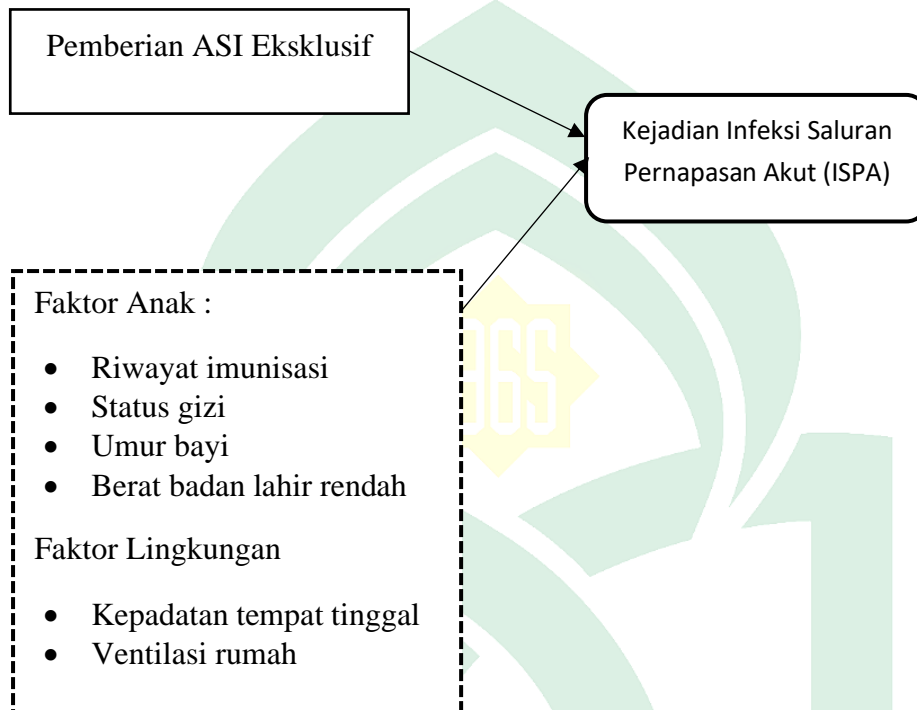 Pemberian ASI Eksklusif
Kejadian Infeksi Saluran
Pernapasan Akut (ISPA)
Faktor Anak :
• Riwayat imunisasi
• Status gizi
• Umur bayi
• Berat badan lahir rendah
Faktor Lingkungan
• Kepadatan tempat tinggal
• Ventilasi rumah